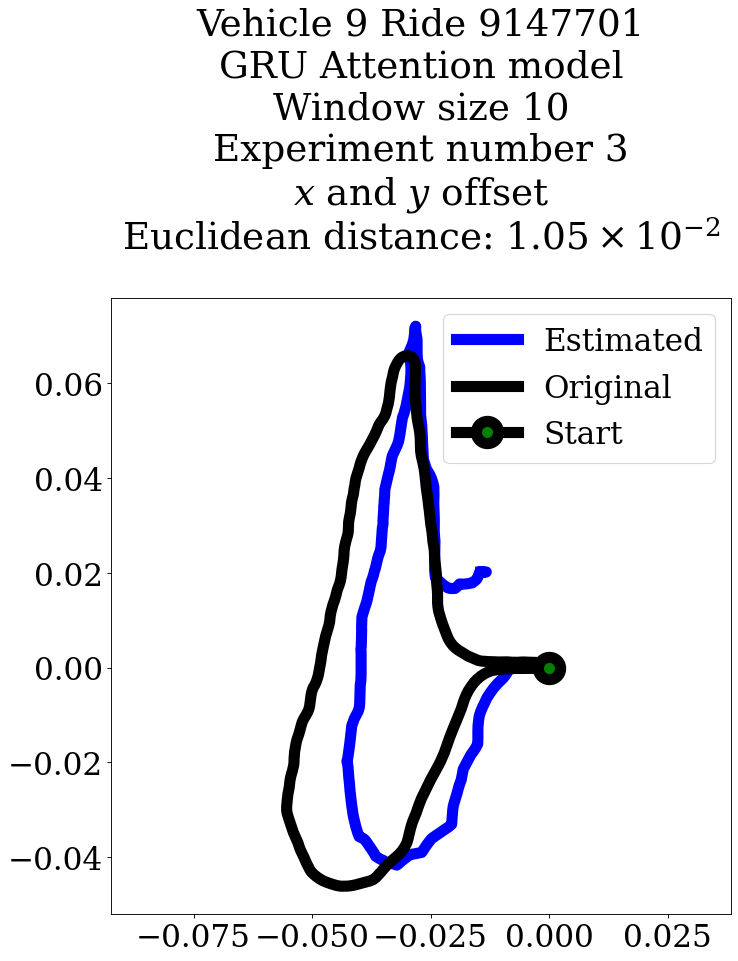 Vehicle 9 Ride 9147701
GRU Attention model
Window size 10
Experiment number 3
x and y offset
Euclidean distance: 1.05 × 10⁻²
Estimated
Original
Start
0.06
0.04
0.02
0.00
−0.02
−0.04
−0.075 −0.050 −0.025 0.000 0.025